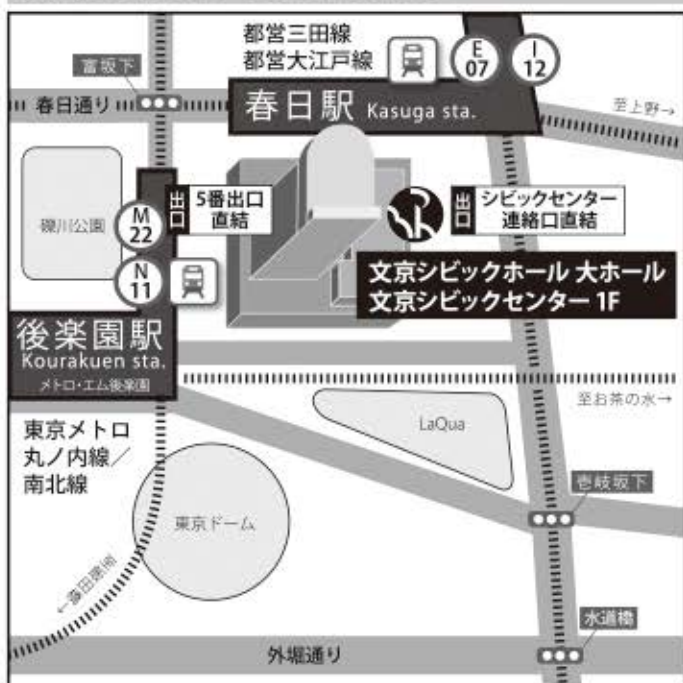 都営三田線
都営大江戸線
E
07
I
12
富坂下
春日通り
春日駅 Kasuga sta.
至上野→
礫川公園
M
22
出口
5番出口
直結
出口
シビックセンター
連絡口直結
N
11
文京シビックホール 大ホール
文京シビックセンター 1F
後楽園駅
Kourakuen sta.
メトロ・エム後楽園
至お茶の水→
東京メトロ
丸ノ内線/
南北線
LaQua
壱岐坂下
東京ドーム
至飯田橋→
水道橋
外堀通り